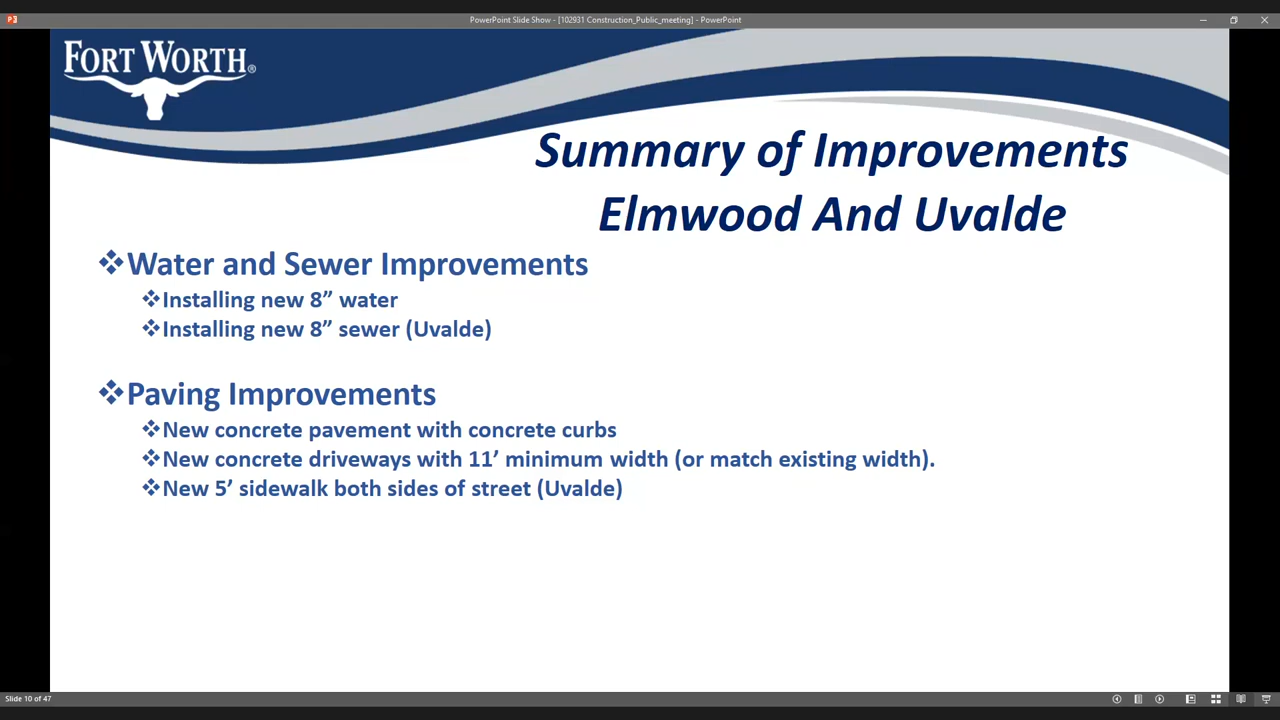 PowerPoint Slide Show - [102931 Construction_Public_meeting] - PowerPoint
FORT WORTH®
Summary of Improvements
Elmwood And Uvalde
❖Water and Sewer Improvements
❖Installing new 8” water
❖Installing new 8” sewer (Uvalde)
❖Paving Improvements
❖New concrete pavement with concrete curbs
❖New concrete driveways with 11’ minimum width (or match existing width).
❖New 5’ sidewalk both sides of street (Uvalde)
Slide 10 of 47